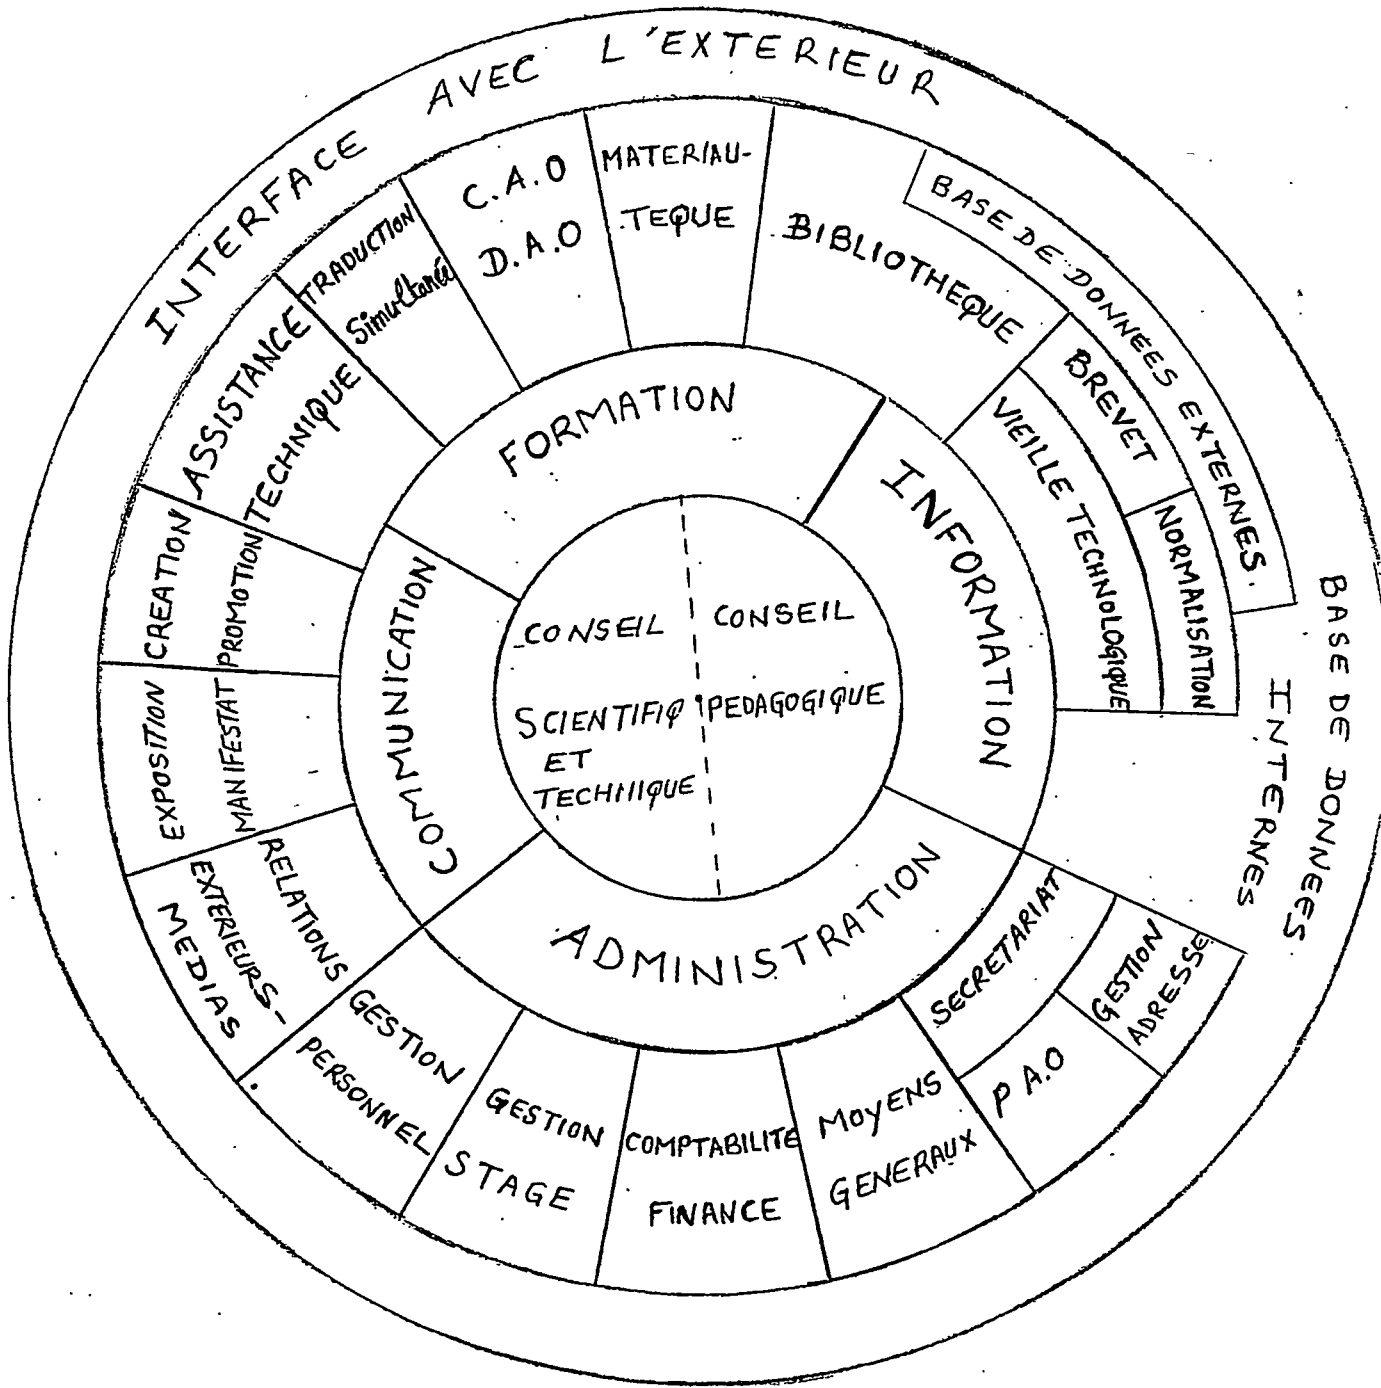 INTERFACE AVEC L'EXTERIEUR
C.A.O
D.A.O
MATERIAU-
TEQUE
BIBLIOTHEQUE
BASE DE DONNEES EXTERNES
BREVET
NORMALISATION
VIEILLE TECHNOLOGIQUE
BASE DE DONNEES
INTERNES
TRADUCTION
Simultanée
ASSISTANCE
TECHNIQUE
CREATION
PROMOTION
EXPOSITION
MANIFESTAT
RELATIONS
EXTERIEURS-
MEDIAS
FORMATION
INFORMATION
COMMUNICATION
ADMINISTRATION
CONSEIL
SCIENTIFIQ
ET
TECHNIQUE
CONSEIL
PEDAGOGIQUE
SECRETARIAT
GESTION
ADRESSE
P A.O
MOYENS
GENERAUX
COMPTABILITE
FINANCE
GESTION
STAGE
GESTION
PERSONNEL